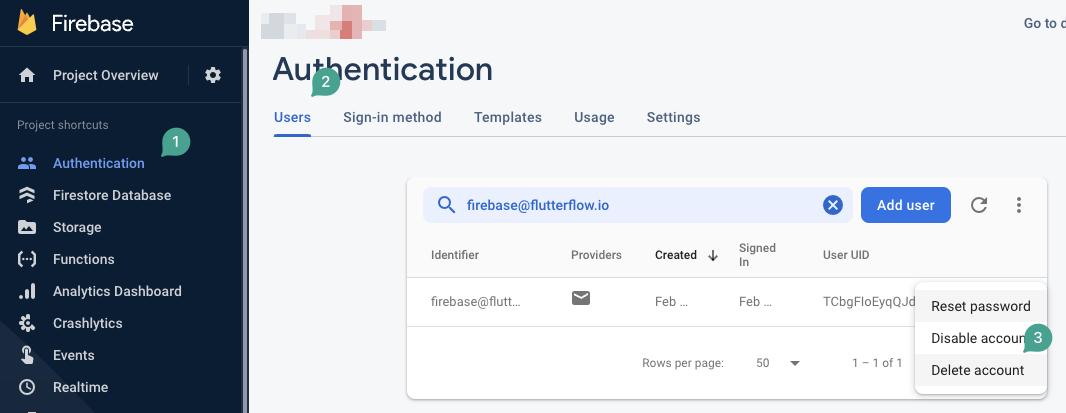 Firebase
Go to d
Project Overview
Authentication
2
Project shortcuts
Users Sign-in method Templates Usage Settings
1
Authentication
Firestore Database
Storage
Functions
Analytics Dashboard
Crashlytics
Events
Realtime
firebase@flutterflow.io
Add user
Identifier Providers Created Signed In User UID
firebase@flutt... Feb ... Feb ... TCbgFIoEyqQJd
Reset password
Disable accoun
3
Delete account
Rows per page: 50 1 – 1 of 1